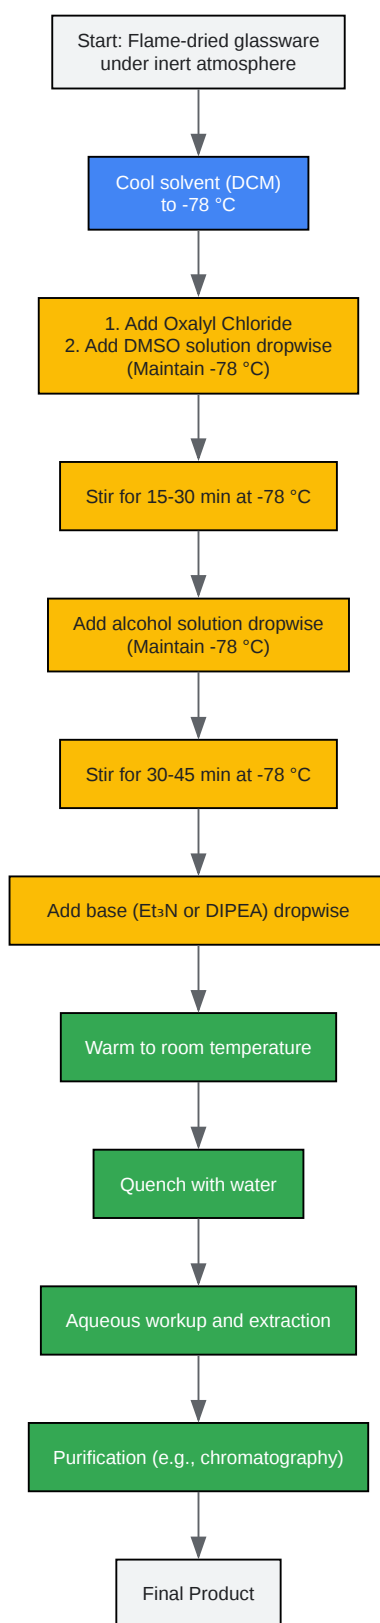 Start: Flame-dried glassware
under inert atmosphere
Cool solvent (DCM)
to -78 °C
1. Add Oxalyl Chloride
2. Add DMSO solution dropwise
(Maintain -78 °C)
Stir for 15-30 min at -78 °C
Add alcohol solution dropwise
(Maintain -78 °C)
Stir for 30-45 min at -78 °C
Add base (Et₃N or DIPEA) dropwise
Warm to room temperature
Quench with water
Aqueous workup and extraction
Purification (e.g., chromatography)
Final Product